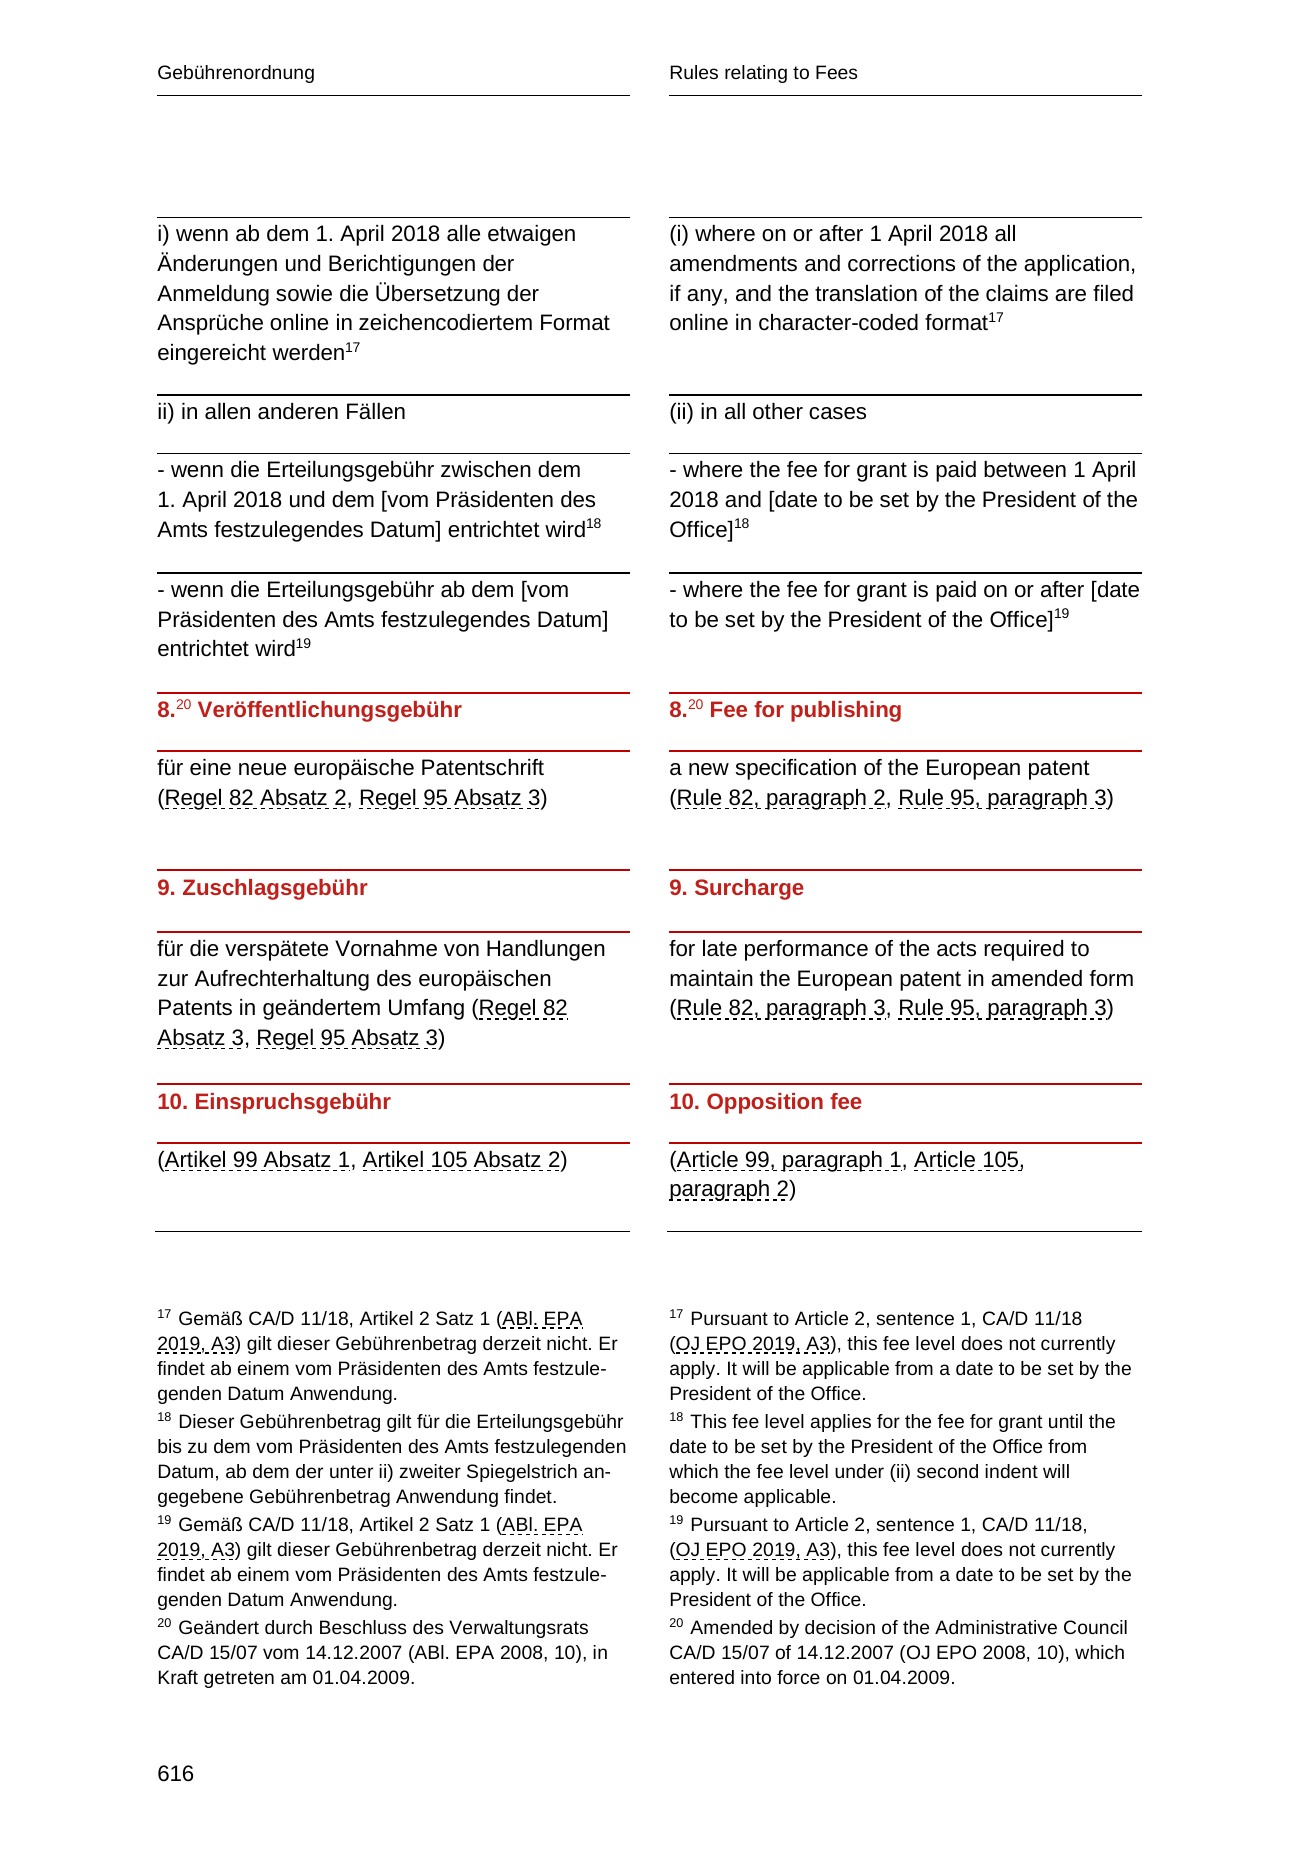 Gebührenordnung
i) wenn ab dem 1. April 2018 alle etwaigen
Änderungen und Berichtigungen der
Anmeldung sowie die Übersetzung der
Ansprüche online in zeichencodiertem Format
eingereicht werden17
ii) in allen anderen Fällen
- wenn die Erteilungsgebühr zwischen dem
1. April 2018 und dem [vom Präsidenten des
Amts festzulegendes Datum] entrichtet wird18
- wenn die Erteilungsgebühr ab dem [vom
Präsidenten des Amts festzulegendes Datum]
entrichtet wird19
8.20 Veröffentlichungsgebühr
für eine neue europäische Patentschrift
(Regel 82 Absatz 2, Regel 95 Absatz 3)
9. Zuschlagsgebühr
für die verspätete Vornahme von Handlungen
zur Aufrechterhaltung des europäischen
Patents in geändertem Umfang (Regel 82
Absatz 3, Regel 95 Absatz 3)
10. Einspruchsgebühr
(Artikel 99 Absatz 1, Artikel 105 Absatz 2)
17 Gemäß CA/D 11/18, Artikel 2 Satz 1 (ABl. EPA
2019, A3) gilt dieser Gebührenbetrag derzeit nicht. Er
findet ab einem vom Präsidenten des Amts festzule-
genden Datum Anwendung.
18 Dieser Gebührenbetrag gilt für die Erteilungsgebühr
bis zu dem vom Präsidenten des Amts festzulegenden
Datum, ab dem der unter ii) zweiter Spiegelstrich an-
gegebene Gebührenbetrag Anwendung findet.
19 Gemäß CA/D 11/18, Artikel 2 Satz 1 (ABl. EPA
2019, A3) gilt dieser Gebührenbetrag derzeit nicht. Er
findet ab einem vom Präsidenten des Amts festzule-
genden Datum Anwendung.
20 Geändert durch Beschluss des Verwaltungsrats
CA/D 15/07 vom 14.12.2007 (ABl. EPA 2008, 10), in
Kraft getreten am 01.04.2009.
Rules relating to Fees
(i) where on or after 1 April 2018 all
amendments and corrections of the application,
if any, and the translation of the claims are filed
online in character-coded format17
(ii) in all other cases
- where the fee for grant is paid between 1 April
2018 and [date to be set by the President of the
Office]18
- where the fee for grant is paid on or after [date
to be set by the President of the Office]19
8.20 Fee for publishing
a new specification of the European patent
(Rule 82, paragraph 2, Rule 95, paragraph 3)
9. Surcharge
for late performance of the acts required to
maintain the European patent in amended form
(Rule 82, paragraph 3, Rule 95, paragraph 3)
10. Opposition fee
(Article 99, paragraph 1, Article 105,
paragraph 2)
17 Pursuant to Article 2, sentence 1, CA/D 11/18
(OJ EPO 2019, A3), this fee level does not currently
apply. It will be applicable from a date to be set by the
President of the Office.
18 This fee level applies for the fee for grant until the
date to be set by the President of the Office from
which the fee level under (ii) second indent will
become applicable.
19 Pursuant to Article 2, sentence 1, CA/D 11/18,
(OJ EPO 2019, A3), this fee level does not currently
apply. It will be applicable from a date to be set by the
President of the Office.
20 Amended by decision of the Administrative Council
CA/D 15/07 of 14.12.2007 (OJ EPO 2008, 10), which
entered into force on 01.04.2009.
616